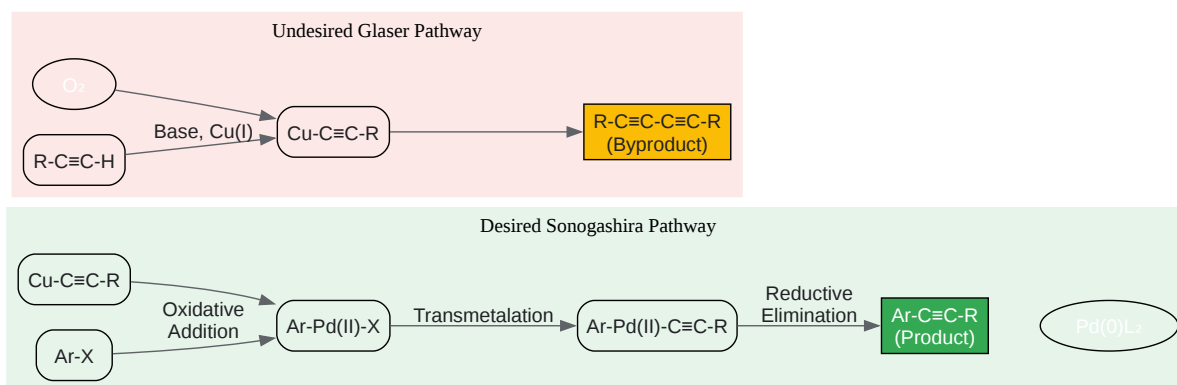 Undesired Glaser Pathway
O₂
Base, Cu(I)
R-C≡C-H
Cu-C≡C-R
R-C≡C-C≡C-R
(Byproduct)
Desired Sonogashira Pathway
Cu-C≡C-R
Ar-X
Oxidative
Addition
Ar-Pd(II)-X
Transmetalation
Ar-Pd(II)-C≡C-R
Reductive
Elimination
Ar-C≡C-R
(Product)
Pd(0)L₂